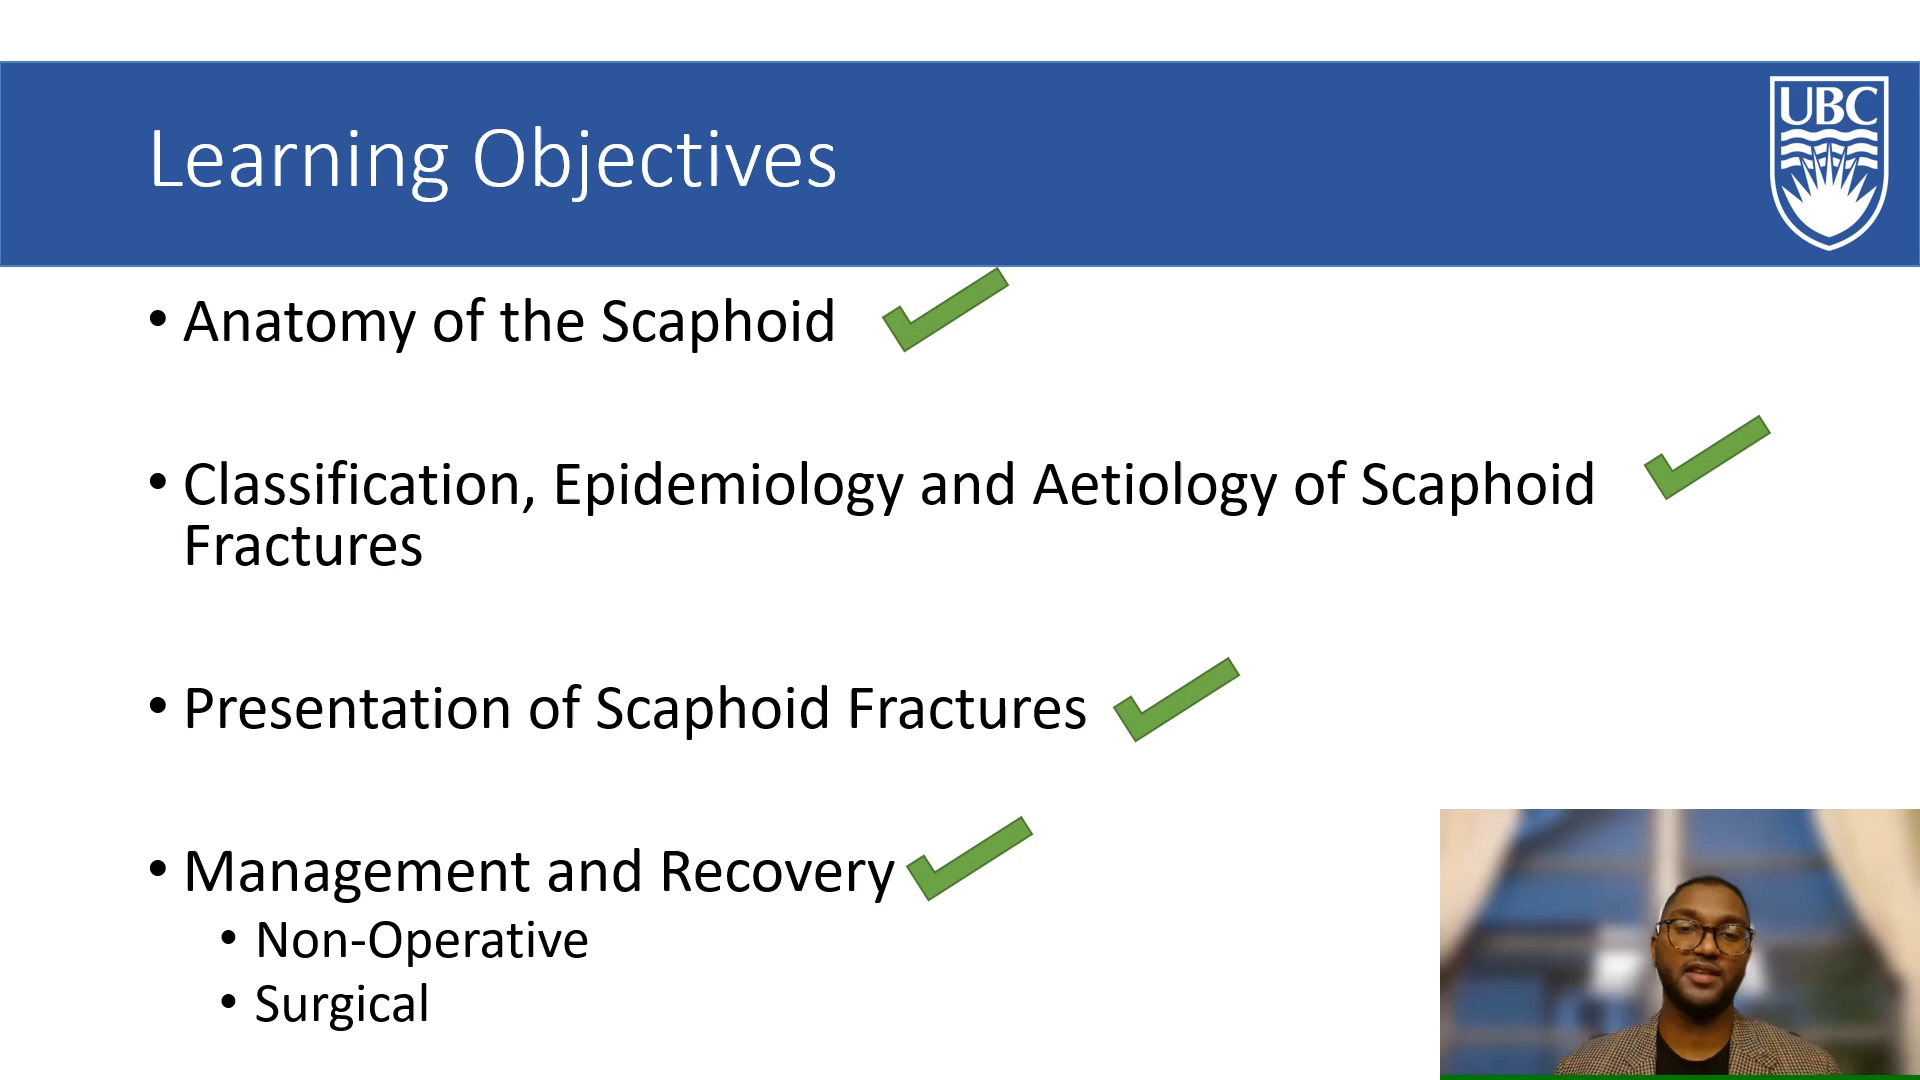 Learning Objectives
UBC
• Anatomy of the Scaphoid
• Classification, Epidemiology and Aetiology of Scaphoid
Fractures
• Presentation of Scaphoid Fractures
• Management and Recovery
• Non-Operative
• Surgical